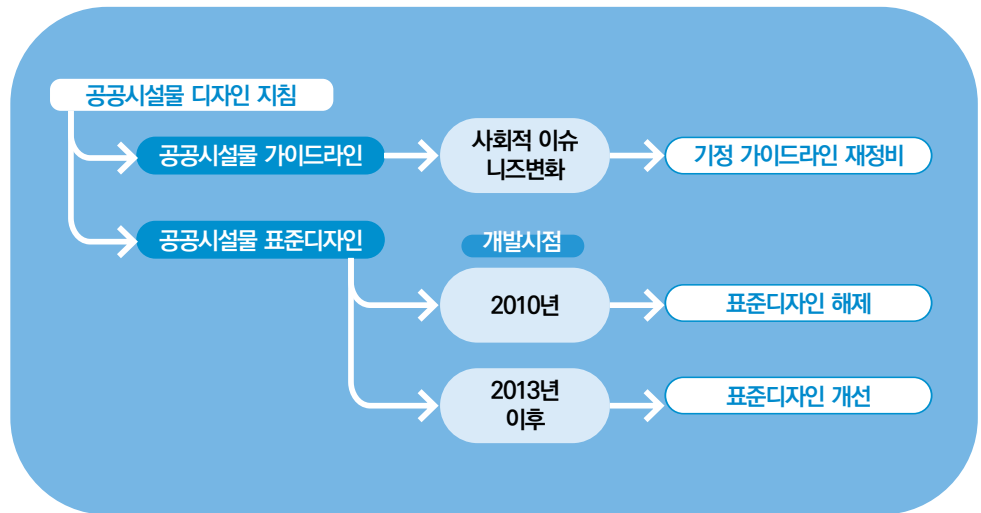 공공시설물 디자인 지침
공공시설물 가이드라인
사회적 이슈
니즈변화
기정 가이드라인 재정비
공공시설물 표준디자인
개발시점
2010년
표준디자인 해제
2013년
이후
표준디자인 개선